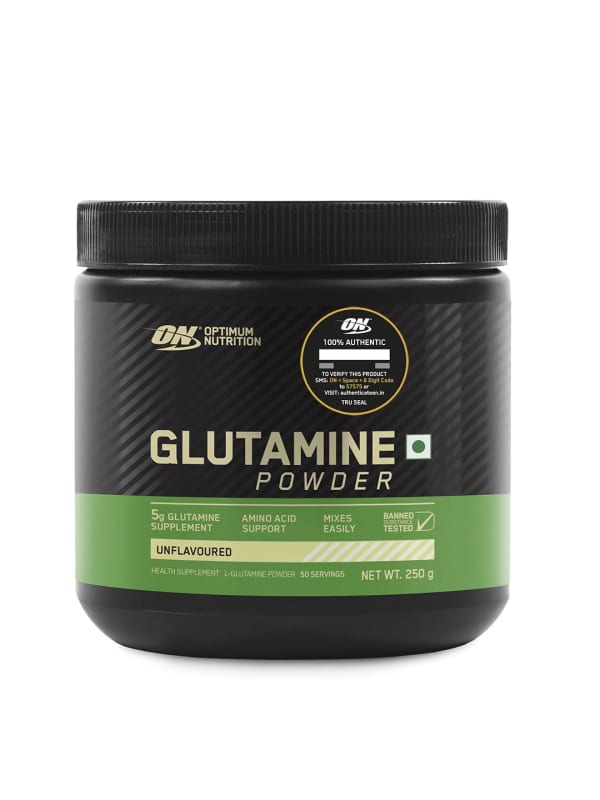 ON OPTIMUM
NUTRITION
ON
100% AUTHENTIC
TO VERIFY THIS PRODUCT
SMS: ON < Space > 6 Digit Code
to 57575 or
VISIT: authenticateon.in
TRU SEAL
GLUTAMINE
POWDER
5g GLUTAMINE
SUPPLEMENT
AMINO ACID
SUPPORT
MIXES
EASILY
BANNED
SUBSTANCE
TESTED
UNFLAVOURED
HEALTH SUPPLEMENT L-GLUTAMINE POWDER 50 SERVINGS NET WT. 250 g